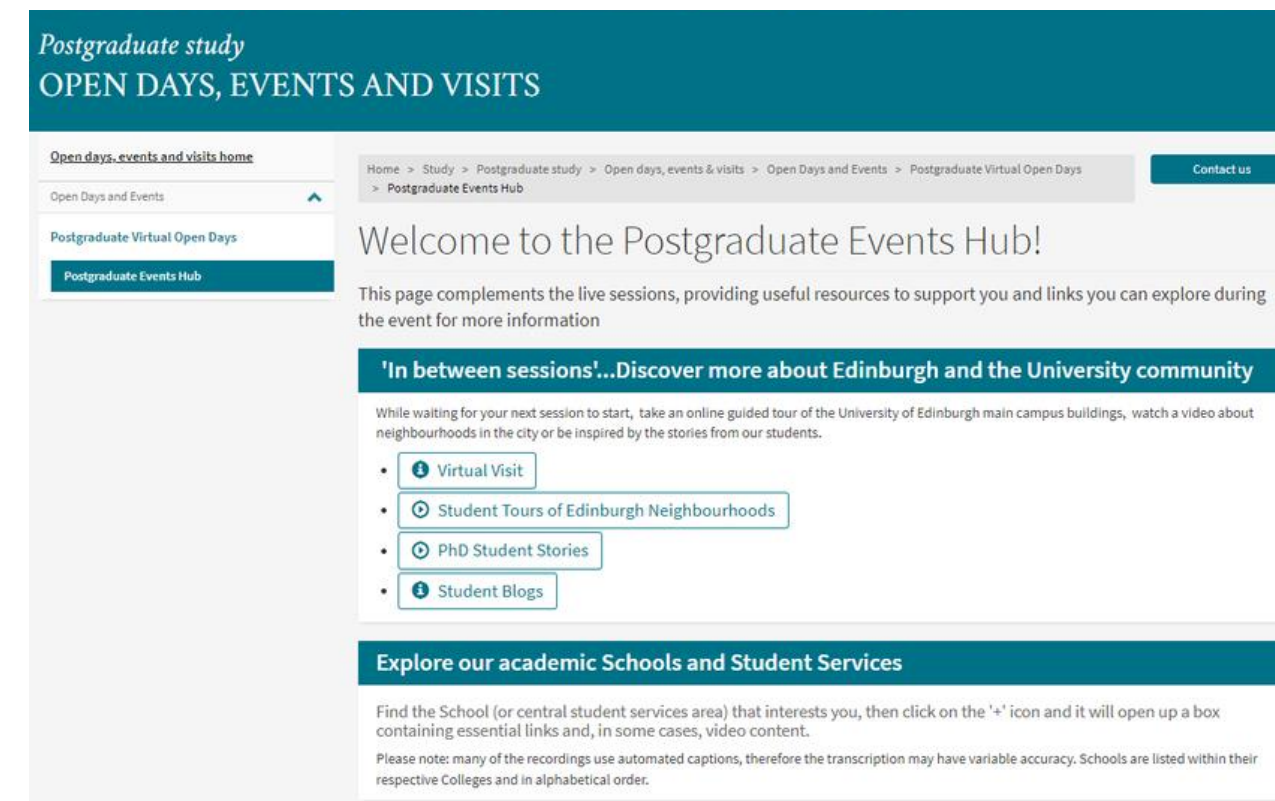 Postgraduate study
OPEN DAYS, EVENTS AND VISITS
Open days, events and visits home
Open Days and Events
Postgraduate Virtual Open Days
Postgraduate Events Hub
Home > Study > Postgraduate study > Open days, events & visits > Open Days and Events > Postgraduate Virtual Open Days
> Postgraduate Events Hub
Contact us
Welcome to the Postgraduate Events Hub!
This page complements the live sessions, providing useful resources to support you and links you can explore during
the event for more information
'In between sessions'...Discover more about Edinburgh and the University community
While waiting for your next session to start, take an online guided tour of the University of Edinburgh main campus buildings, watch a video about
neighbourhoods in the city or be inspired by the stories from our students.
• Virtual Visit
• Student Tours of Edinburgh Neighbourhoods
• PhD Student Stories
• Student Blogs
Explore our academic Schools and Student Services
Find the School (or central student services area) that interests you, then click on the '+' icon and it will open up a box
containing essential links and, in some cases, video content.
Please note: many of the recordings use automated captions, therefore the transcription may have variable accuracy. Schools are listed within their
respective Colleges and in alphabetical order.